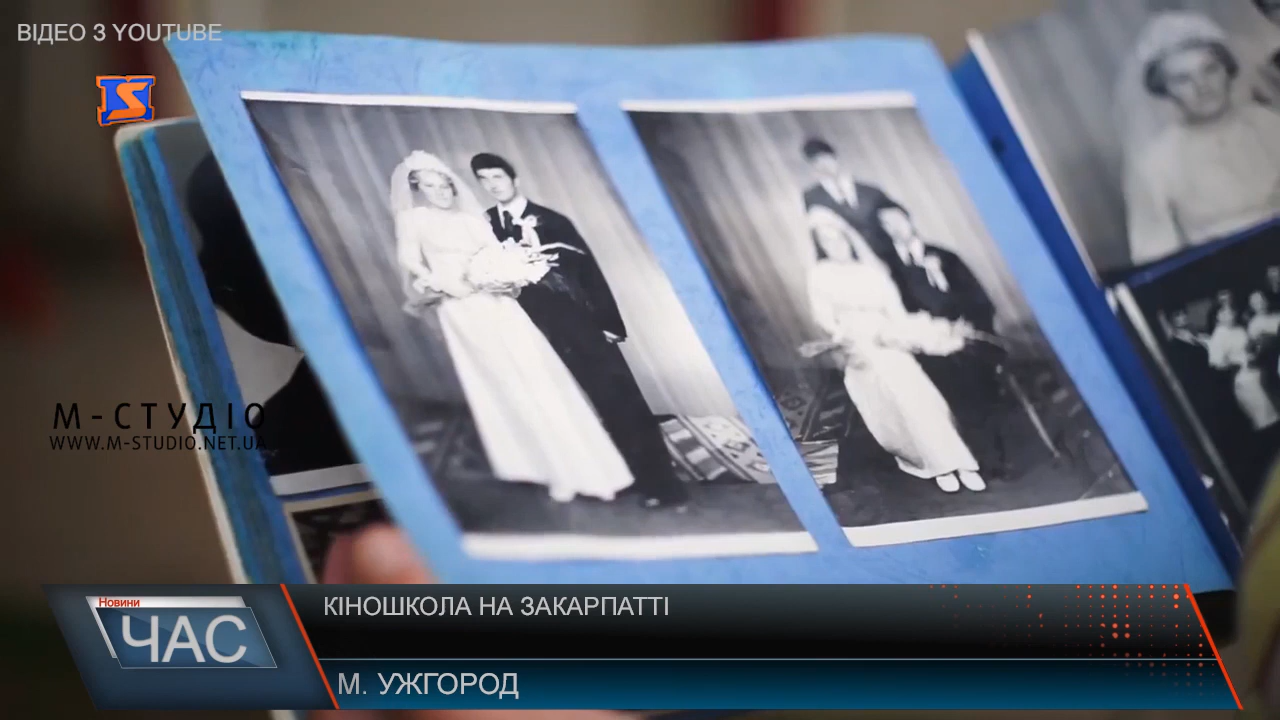 ВІДЕО З YOUTUBE
М-СТУДІО
WWW.M-STUDIO.NET.UA
Новини
ЧАС
КІНОШКОЛА НА ЗАКАРПАТТІ
М. УЖГОРОД